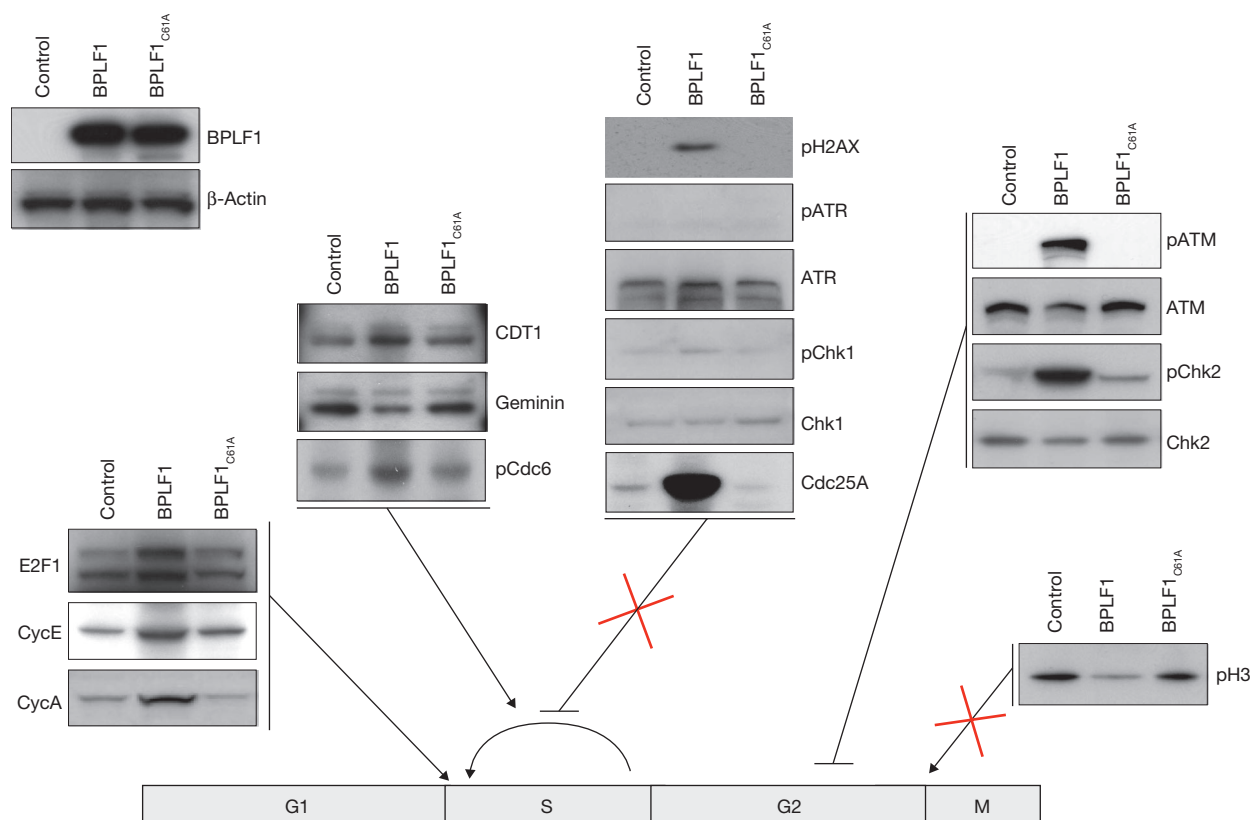 Control
BPLF1
BPLF1C61A
BPLF1
β-Actin
Control
BPLF1
BPLF1C61A
CDT1
Geminin
pCdc6
Control
BPLF1
BPLF1C61A
E2F1
CycE
CycA
Control
BPLF1
BPLF1C61A
pH2AX
pATR
ATR
pChk1
Chk1
Cdc25A
Control
BPLF1
BPLF1C61A
pATM
ATM
pChk2
Chk2
Control
BPLF1
BPLF1C61A
pH3
G1 S G2 M